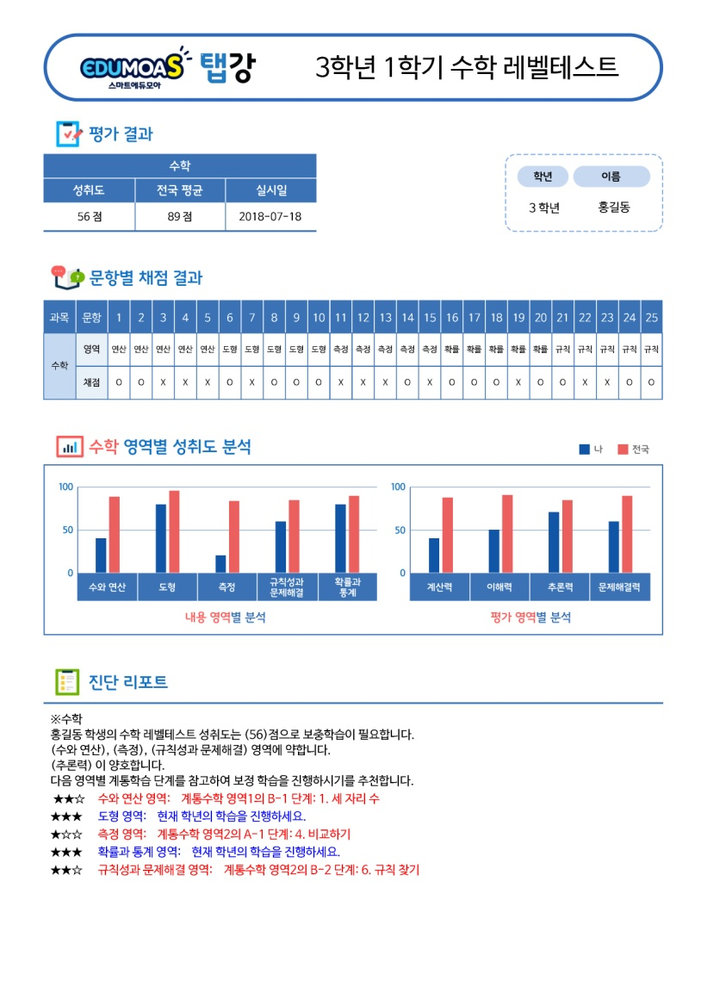 EDUMOAS 탭강 3학년 1학기 수학 레벨테스트
스마트에듀모아
평가 결과
수학
성취도 전국 평균 실시일
56 점 89 점 2018-07-18
학년 이름
3 학년 홍길동
문항별 채점 결과
과목 문항 1 2 3 4 5 6 7 8 9 10 11 12 13 14 15 16 17 18 19 20 21 22 23 24 25
수학
영역 연산 연산 연산 연산 연산 도형 도형 도형 도형 도형 측정 측정 측정 측정 측정 확률 확률 확률 확률 확률 규칙 규칙 규칙 규칙 규칙
채점 O O X X X O X O O O X X X O X O O O X O O X X O O
수학 영역별 성취도 분석
나 전국
100
50
0
수와 연산 도형 측정 규칙성과 문제해결 확률과 통계
내용 영역별 분석
100
50
0
계산력 이해력 추론력 문제해결력
평가 영역별 분석
진단 리포트
※수학
홍길동 학생의 수학 레벨테스트 성취도는 (56)점으로 보충학습이 필요합니다.
(수와 연산), (측정), (규칙성과 문제해결) 영역에 약합니다.
(추론력) 이 양호합니다.
다음 영역별 계통학습 단계를 참고하여 보정 학습을 진행하시기를 추천합니다.
★★☆ 수와 연산 영역: 계통수학 영역1의 B-1 단계: 1. 세 자리 수
★★★ 도형 영역: 현재 학년의 학습을 진행하세요.
★☆☆ 측정 영역: 계통수학 영역2의 A-1 단계: 4. 비교하기
★★★ 확률과 통계 영역: 현재 학년의 학습을 진행하세요.
★★☆ 규칙성과 문제해결 영역: 계통수학 영역2의 B-2 단계: 6. 규칙 찾기